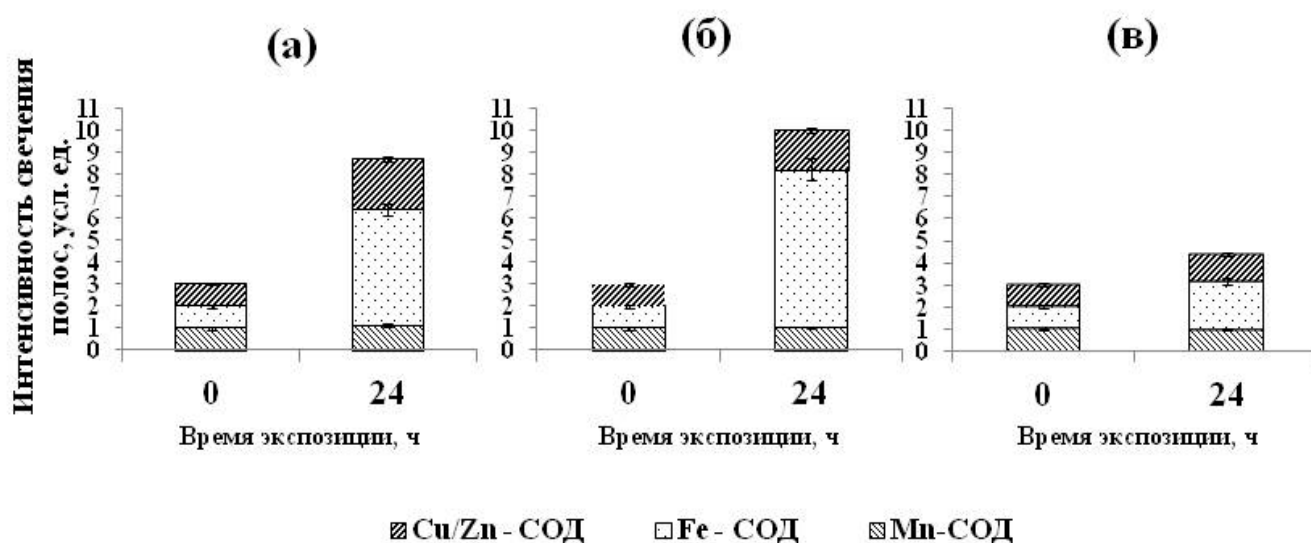 (а) (б) (в)
Интенсивность свечения
полос, усл. ед.
11 11 11
10 10 10
9 9 9
8 8 8
7 7 7
6 6 6
5 5 5
4 4 4
3 3 3
2 2 2
1 1 1
0 0 0
0 24 0 24 0 24
Время экспозиции, ч Время экспозиции, ч Время экспозиции, ч
Cu/Zn - СОД Fe - СОД Mn-СОД